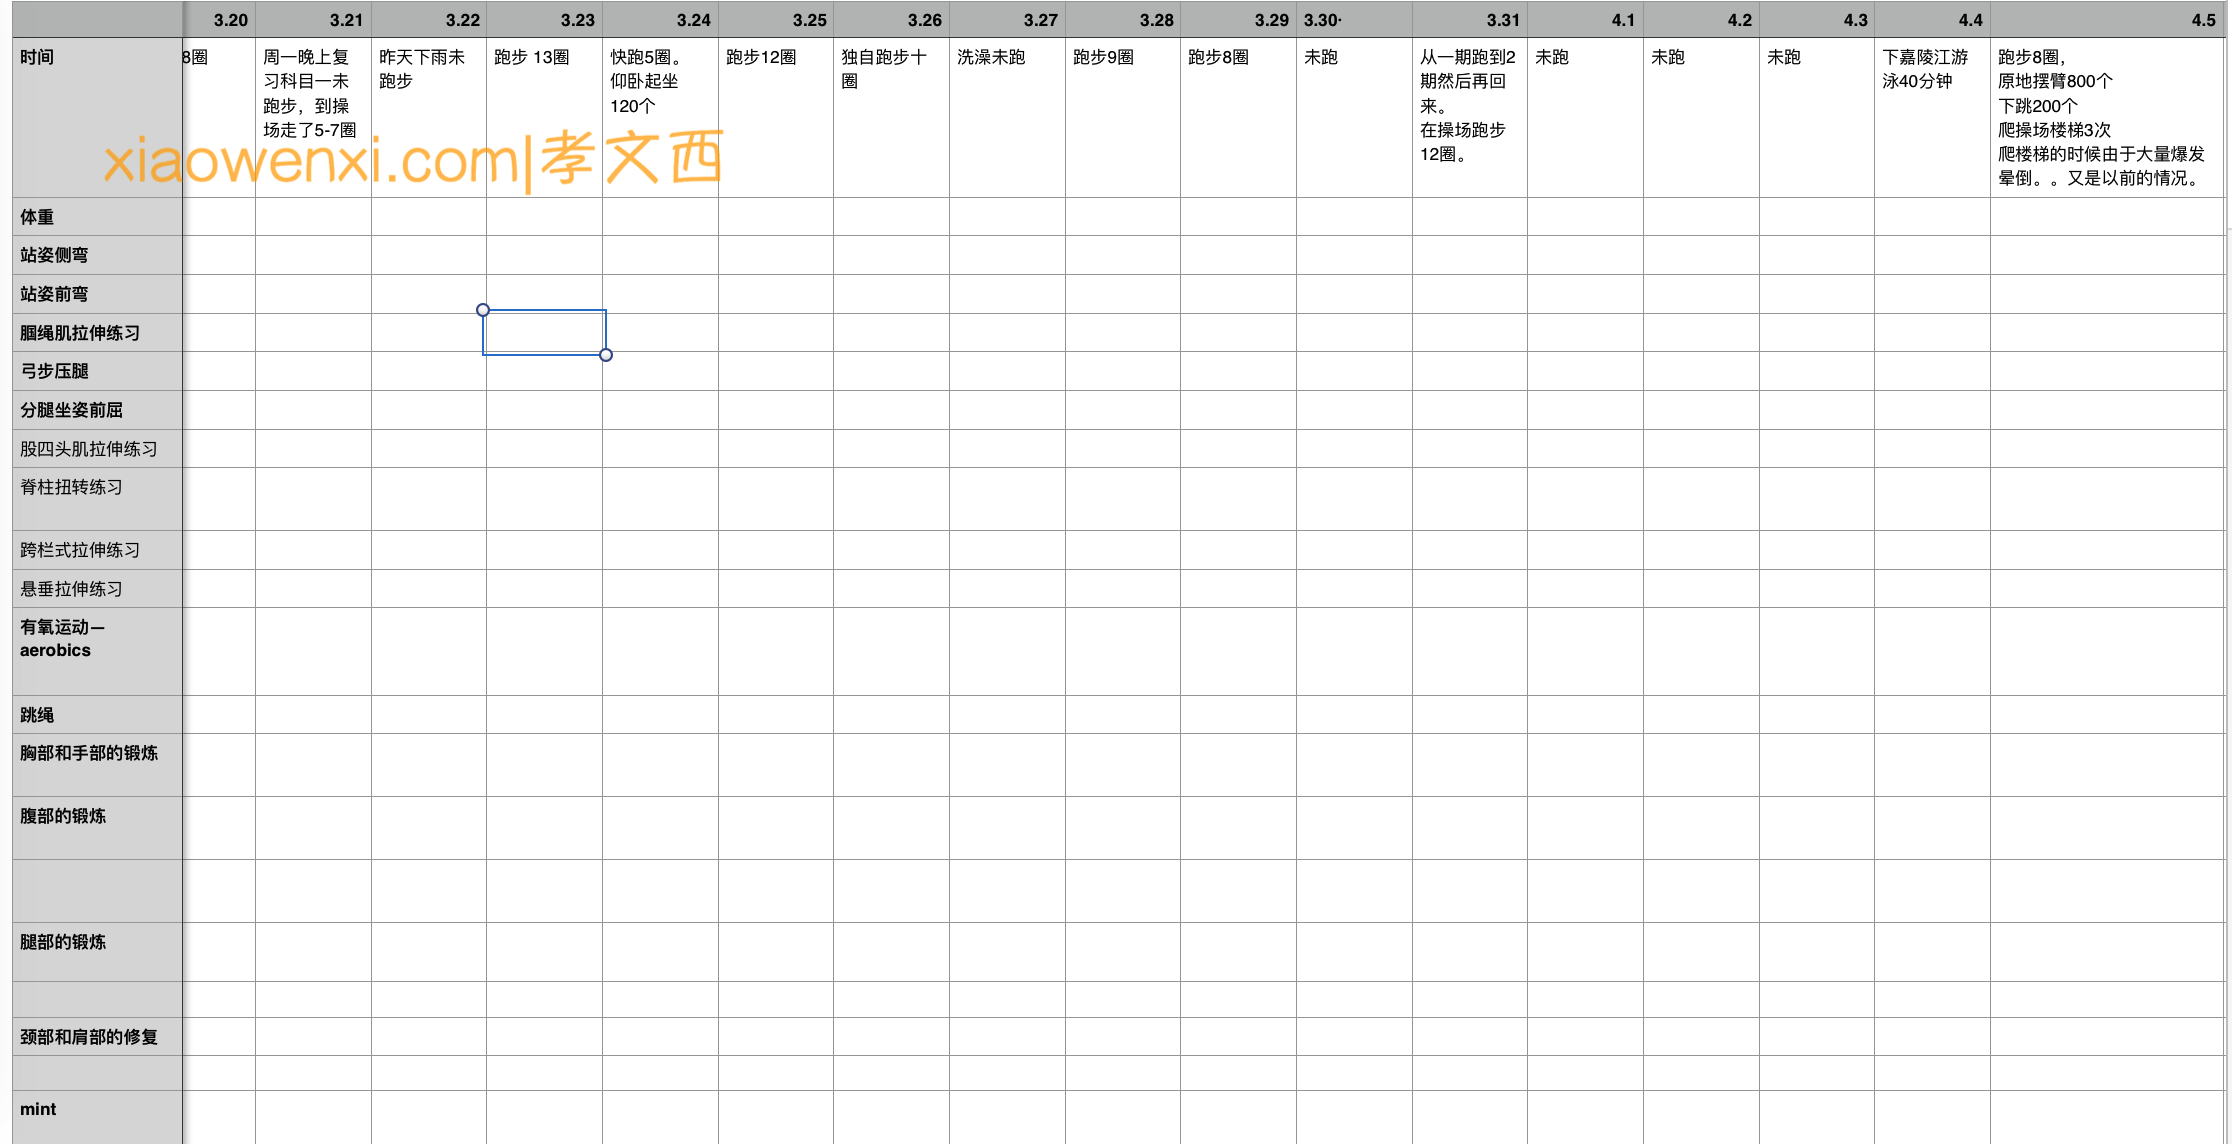 3.20 3.21 3.22 3.23 3.24 3.25 3.26 3.27 3.28 3.29 3.30· 3.31 4.1 4.2 4.3 4.4 4.5
时间
8圈
周一晚上复
习科目一未
跑步，到操
场走了5-7圈
昨天下雨未
跑步
跑步 13圈
快跑5圈。
仰卧起坐
120个
跑步12圈
独自跑步十
圈
洗澡未跑
跑步9圈
跑步8圈
未跑
从一期跑到2
期然后再回
来。
在操场跑步
12圈。
未跑
未跑
未跑
下嘉陵江游
泳40分钟
跑步8圈，
原地摆臂800个
下跳200个
爬操场楼梯3次
爬楼梯的时候由于大量爆发
晕倒。。又是以前的情况。
xiaowenxi.com|孝文西
体重
站姿侧弯
站姿前弯
腘绳肌拉伸练习
弓步压腿
分腿坐姿前屈
股四头肌拉伸练习
脊柱扭转练习
跨栏式拉伸练习
悬垂拉伸练习
有氧运动—
aerobics
跳绳
胸部和手部的锻炼
腹部的锻炼
腿部的锻炼
颈部和肩部的修复
mint